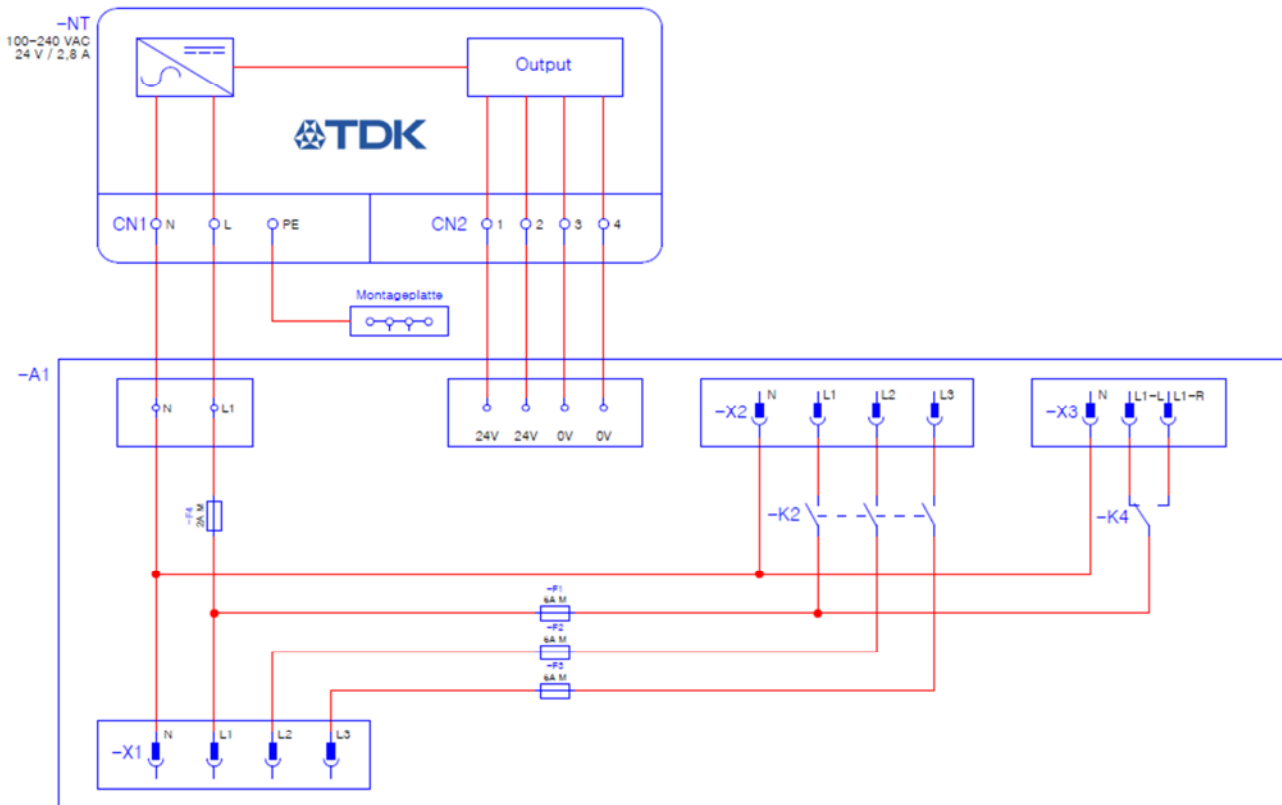 -NT
100-240 VAC
24 V / 2,8 A
Output
TDK
CN1 N L PE CN2 1 2 3 4
Montageplatte
-A1
N L1
24V 24V 0V 0V
-X2 N L1 L2 L3
-X3 N L1-L L1-R
-F4
2A M
-K2
-K4
-F1
6A M
-F2
6A M
-F3
6A M
-X1 N L1 L2 L3